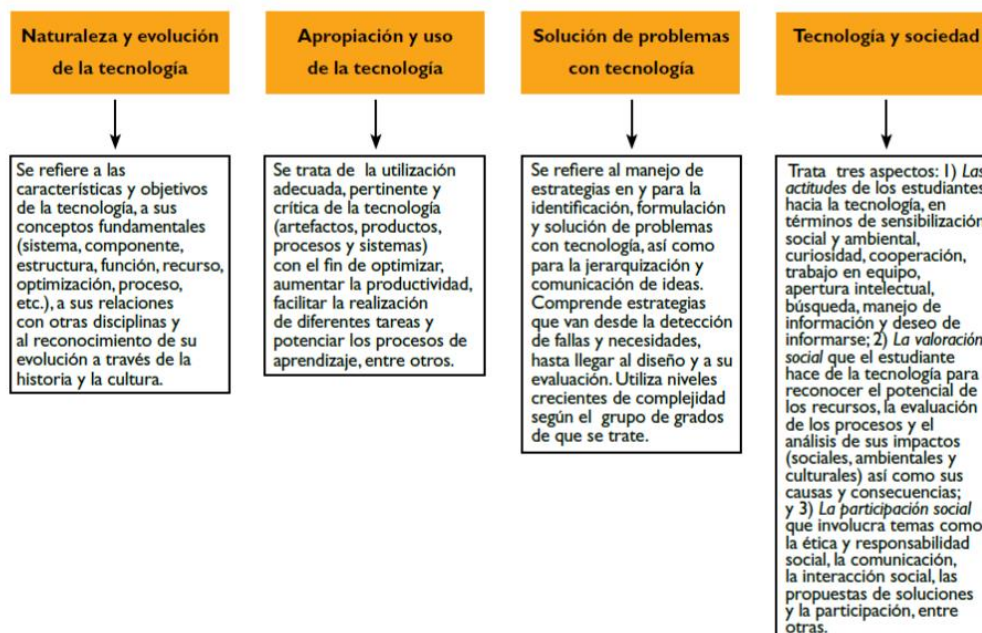 Naturaleza y evolución
de la tecnología
Se refiere a las
características y objetivos
de la tecnología, a sus
conceptos fundamentales
(sistema, componente,
estructura, función, recurso,
optimización, proceso,
etc.), a sus relaciones
con otras disciplinas y
al reconocimiento de su
evolución a través de la
historia y la cultura.
Apropiación y uso
de la tecnología
Se trata de la utilización
adecuada, pertinente y
crítica de la tecnología
(artefactos, productos,
procesos y sistemas)
con el fin de optimizar,
aumentar la productividad,
facilitar la realización
de diferentes tareas y
potenciar los procesos de
aprendizaje, entre otros.
Solución de problemas
con tecnología
Se refiere al manejo de
estrategias en y para la
identificación, formulación
y solución de problemas
con tecnología, así como
para la jerarquización y
comunicación de ideas.
Comprende estrategias
que van desde la detección
de fallas y necesidades,
hasta llegar al diseño y a su
evaluación. Utiliza niveles
crecientes de complejidad
según el grupo de grados
de que se trate.
Tecnología y sociedad
Trata tres aspectos: 1) Las
actitudes de los estudiantes
hacia la tecnología, en
términos de sensibilización
social y ambiental,
curiosidad, cooperación,
trabajo en equipo,
apertura intelectual,
búsqueda, manejo de
información y deseo de
informarse; 2) La valoración
social que el estudiante
hace de la tecnología para
reconocer el potencial de
los recursos, la evaluación
de los procesos y el
análisis de sus impactos
(sociales, ambientales y
culturales) así como sus
causas y consecuencias;
y 3) La participación social
que involucra temas como
la ética y responsabilidad
social, la comunicación,
la interacción social, las
propuestas de soluciones
y la participación, entre
otras.